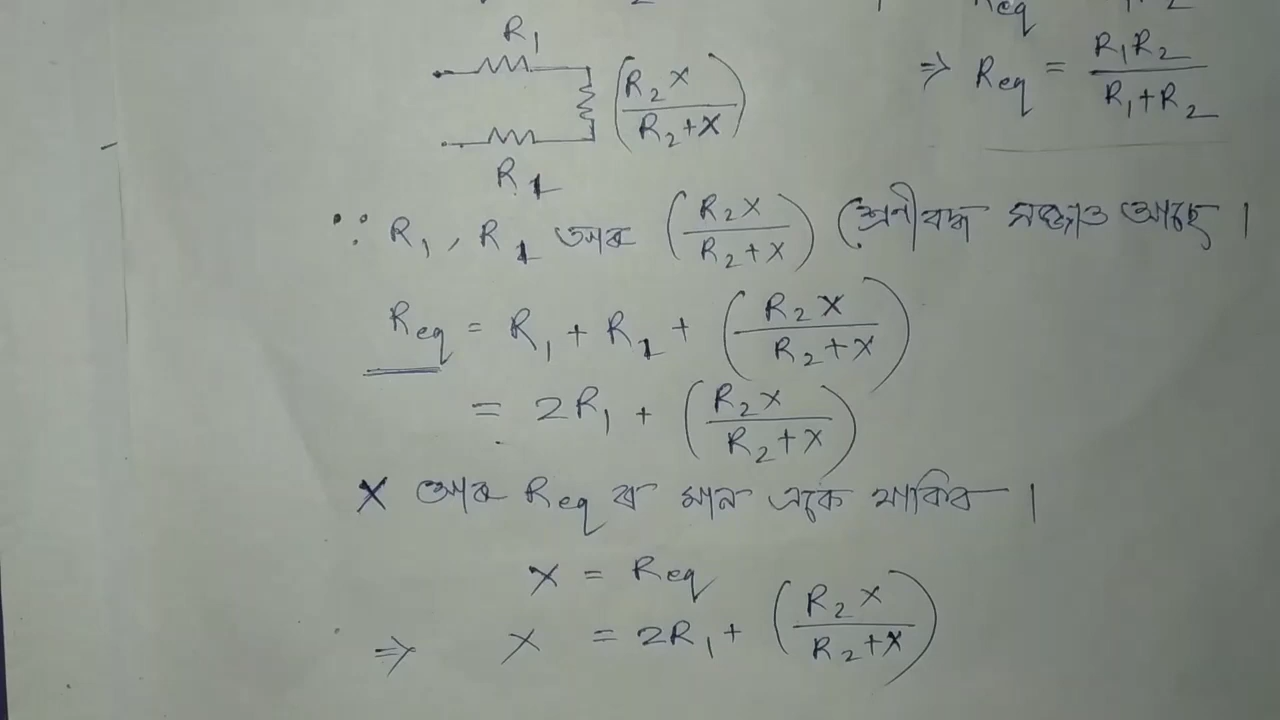 Req
R₁
⇒ Req = R₁R₂ / (R₁+R₂)
(R₂x / (R₂+x))
R₁
∵ R₁, R₁ আৰু (R₂x / (R₂+x)) শ্ৰেণীবদ্ধ সজ্জাত আছে।
Req = R₁ + R₁ + (R₂x / (R₂+x))
= 2R₁ + (R₂x / (R₂+x))
x আৰু Req ৰ মান একে থাকিব।
x = Req
⇒ x = 2R₁ + (R₂x / (R₂+x))